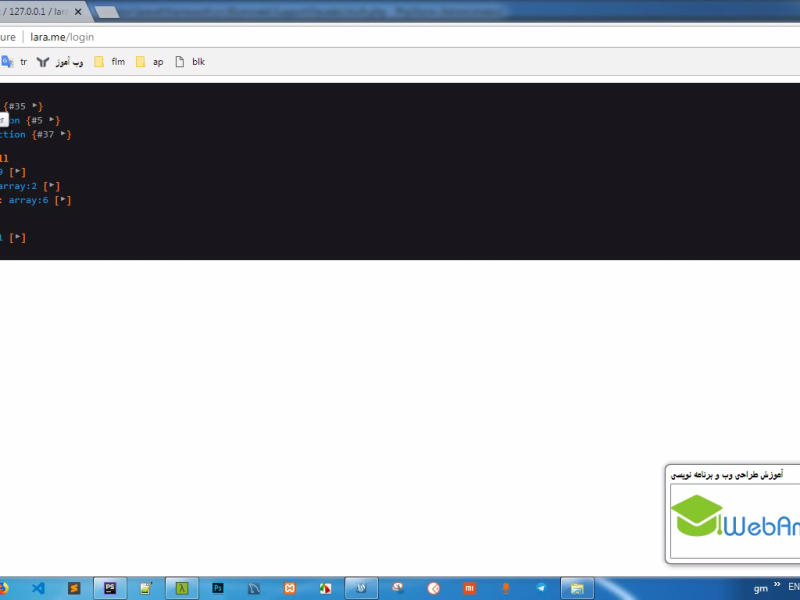 / 127.0.0.1 / lara
ure | lara.me/login
tr وب آموز flm ap blk
{#35 ▶}
on {#5 ▶}
ction {#37 ▶}
ll
9 [▶]
array:2 [▶]
: array:6 [▶]
[▶]
آموزش طراحی وب و برنامه نویسی
WebAm
gm » EN